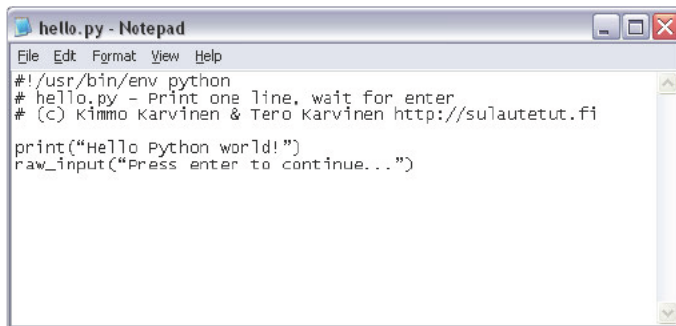 hello.py - Notepad
File Edit Format View Help
#!/usr/bin/env python
# hello.py – Print one line, wait for enter
# (c) Kimmo Karvinen & Tero Karvinen http://sulautetut.fi
print(“Hello Python world!”)
raw_input(“Press enter to continue...”)